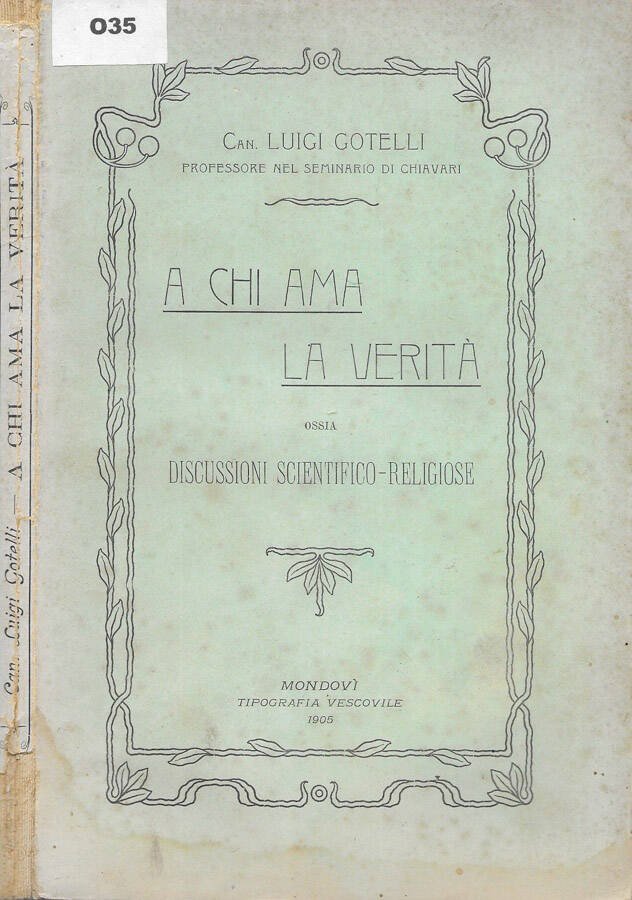 035
CAN. LUIGI GOTELLI
PROFESSORE NEL SEMINARIO DI CHIAVARI
A CHI AMA
LA VERITÀ
OSSIA
DISCUSSIONI SCIENTIFICO-RELIGIOSE
MONDOVÌ
TIPOGRAFIA VESCOVILE
1905
Can. Luigi Gotelli — A CHI AMA LA VERITÀ